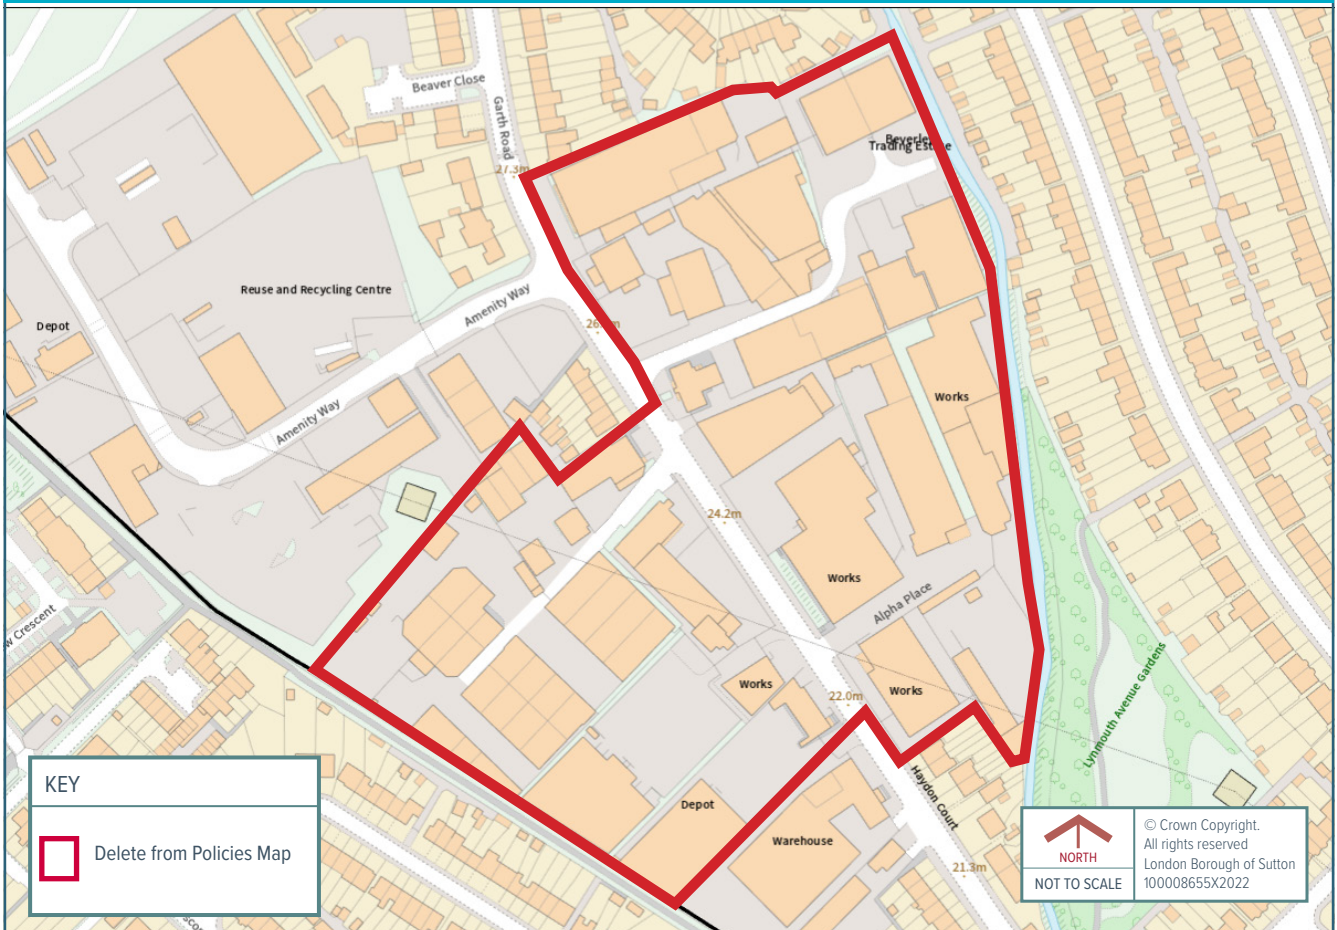 Beaver Close
Garth Road
27.3m
Beverley
Trading Estate
Reuse and Recycling Centre
Amenity Way
Depot
Amenity Way
Works
24.2m
Works
Alpha Place
w Crescent
Works
Works
22.0m
Lynmouth Avenue Gardens
Haydon Court
Depot
Warehouse
21.3m
KEY
Delete from Policies Map
NORTH
NOT TO SCALE
© Crown Copyright.
All rights reserved
London Borough of Sutton
100008655X2022